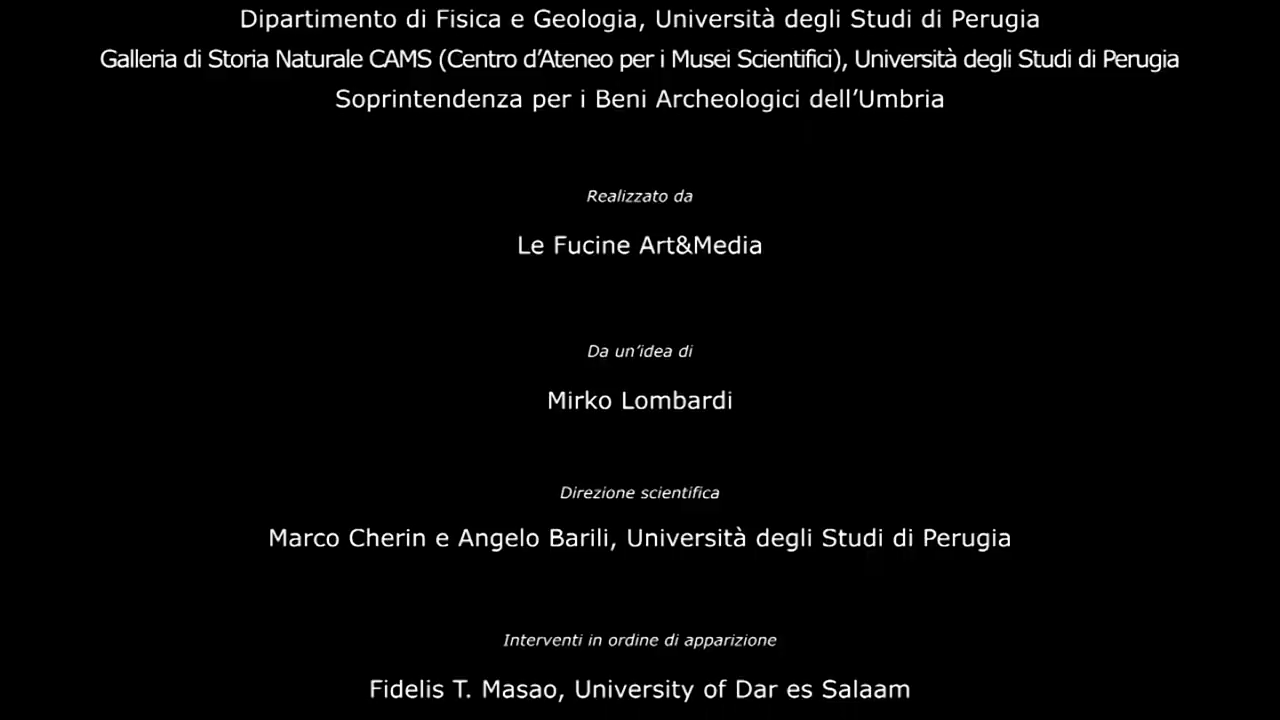 Dipartimento di Fisica e Geologia, Università degli Studi di Perugia
Galleria di Storia Naturale CAMS (Centro d’Ateneo per i Musei Scientifici), Università degli Studi di Perugia
Soprintendenza per i Beni Archeologici dell’Umbria
Realizzato da
Le Fucine Art&Media
Da un’idea di
Mirko Lombardi
Direzione scientifica
Marco Cherin e Angelo Barili, Università degli Studi di Perugia
Interventi in ordine di apparizione
Fidelis T. Masao, University of Dar es Salaam